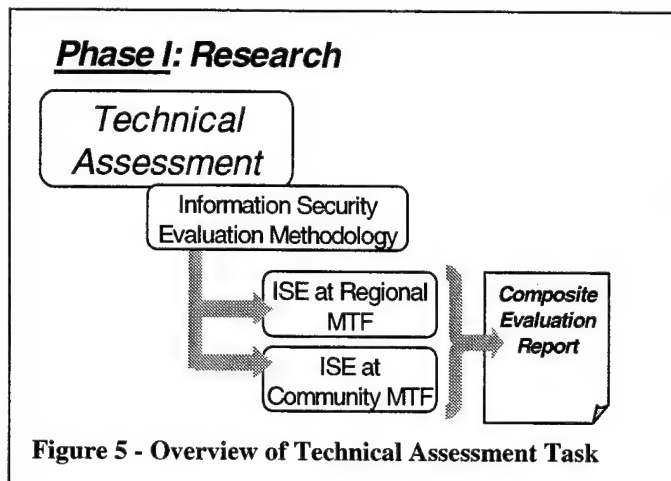 Phase I: Research
Technical
Assessment
Information Security
Evaluation Methodology
ISE at Regional
MTF
ISE at
Community MTF
Composite
Evaluation
Report
Figure 5 - Overview of Technical Assessment Task